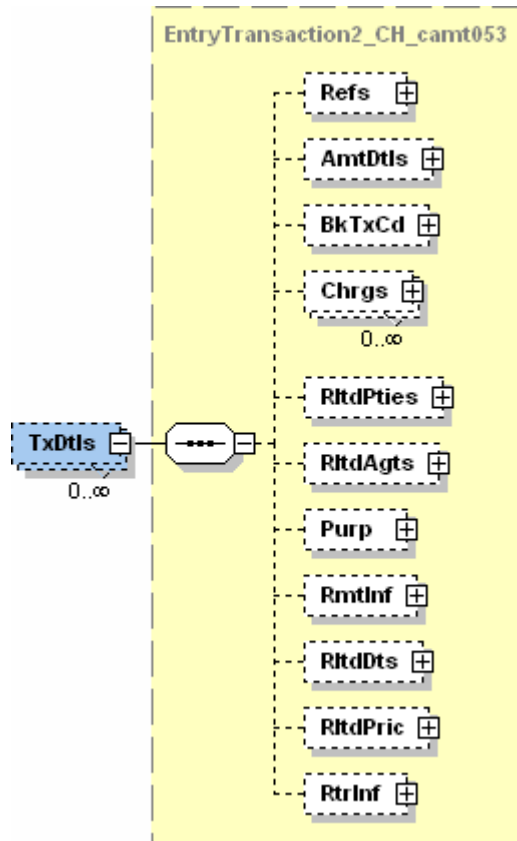 EntryTransaction2_CH_camt053
Refs
AmtDtls
BkTxCd
Chrgs
0..∞
RltdPties
TxDtls
0..∞
RltdAgts
Purp
RmtInf
RltdDts
RltdPric
RtrInf